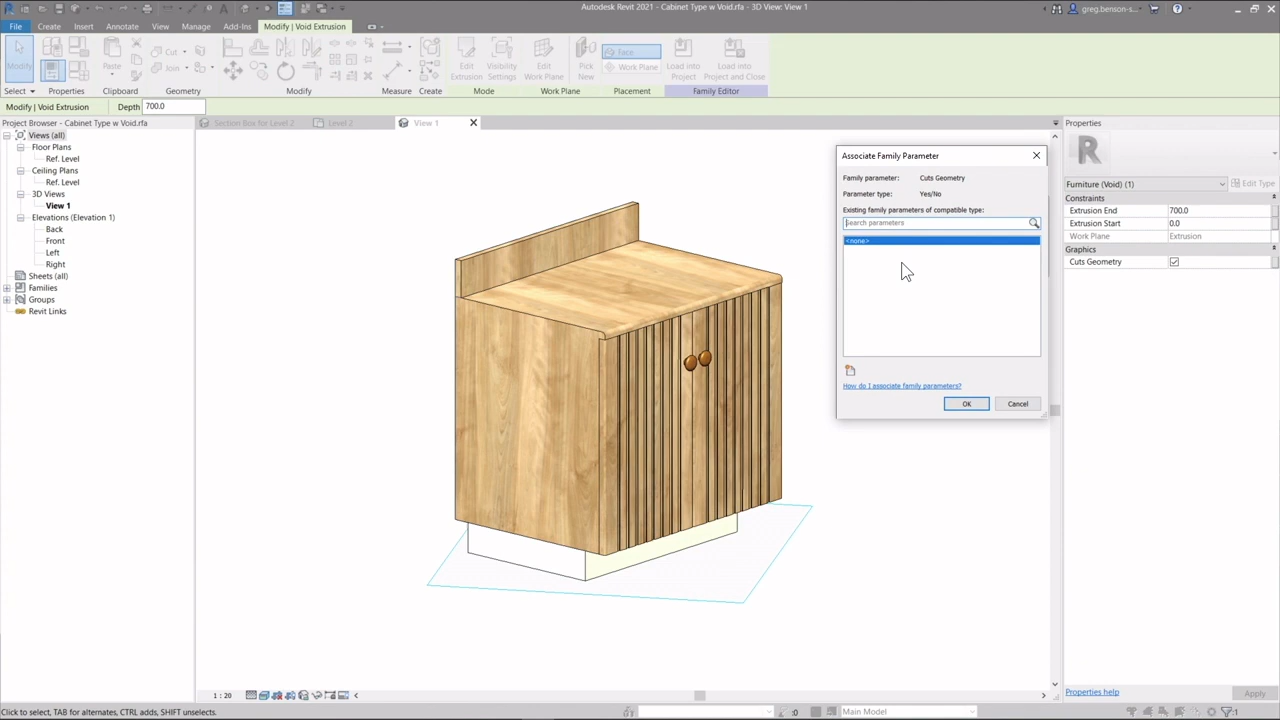 Autodesk Revit 2021 - Cabinet Type w Void.rfa - 3D View: View 1
greg.benson-s...
File
Create
Insert
Annotate
View
Manage
Add-Ins
Modify | Void Extrusion
Modify
Paste
Cut
Join
Edit Extrusion
Visibility Settings
Edit Work Plane
Pick New
Face
Work Plane
Load into Project
Load into Project and Close
Select
Properties
Clipboard
Geometry
Modify
Measure
Create
Mode
Work Plane
Placement
Family Editor
Modify | Void Extrusion
Depth 700.0
Project Browser - Cabinet Type w Void.rfa
Views (all)
Floor Plans
Ref. Level
Ceiling Plans
Ref. Level
3D Views
View 1
Elevations (Elevation 1)
Back
Front
Left
Right
Sheets (all)
Families
Groups
Revit Links
Section Box for Level 2
Level 2
View 1
Associate Family Parameter
Family parameter: Cuts Geometry
Parameter type: Yes/No
Existing family parameters of compatible type:
Search parameters
<none>
How do I associate family parameters?
OK
Cancel
Properties
R
Furniture (Void) (1)
Edit Type
Constraints
Extrusion End 700.0
Extrusion Start 0.0
Work Plane Extrusion
Graphics
Cuts Geometry
Properties help
Apply
1 : 20
Click to select, TAB for alternates, CTRL adds, SHIFT unselects.
:0
Main Model
:1